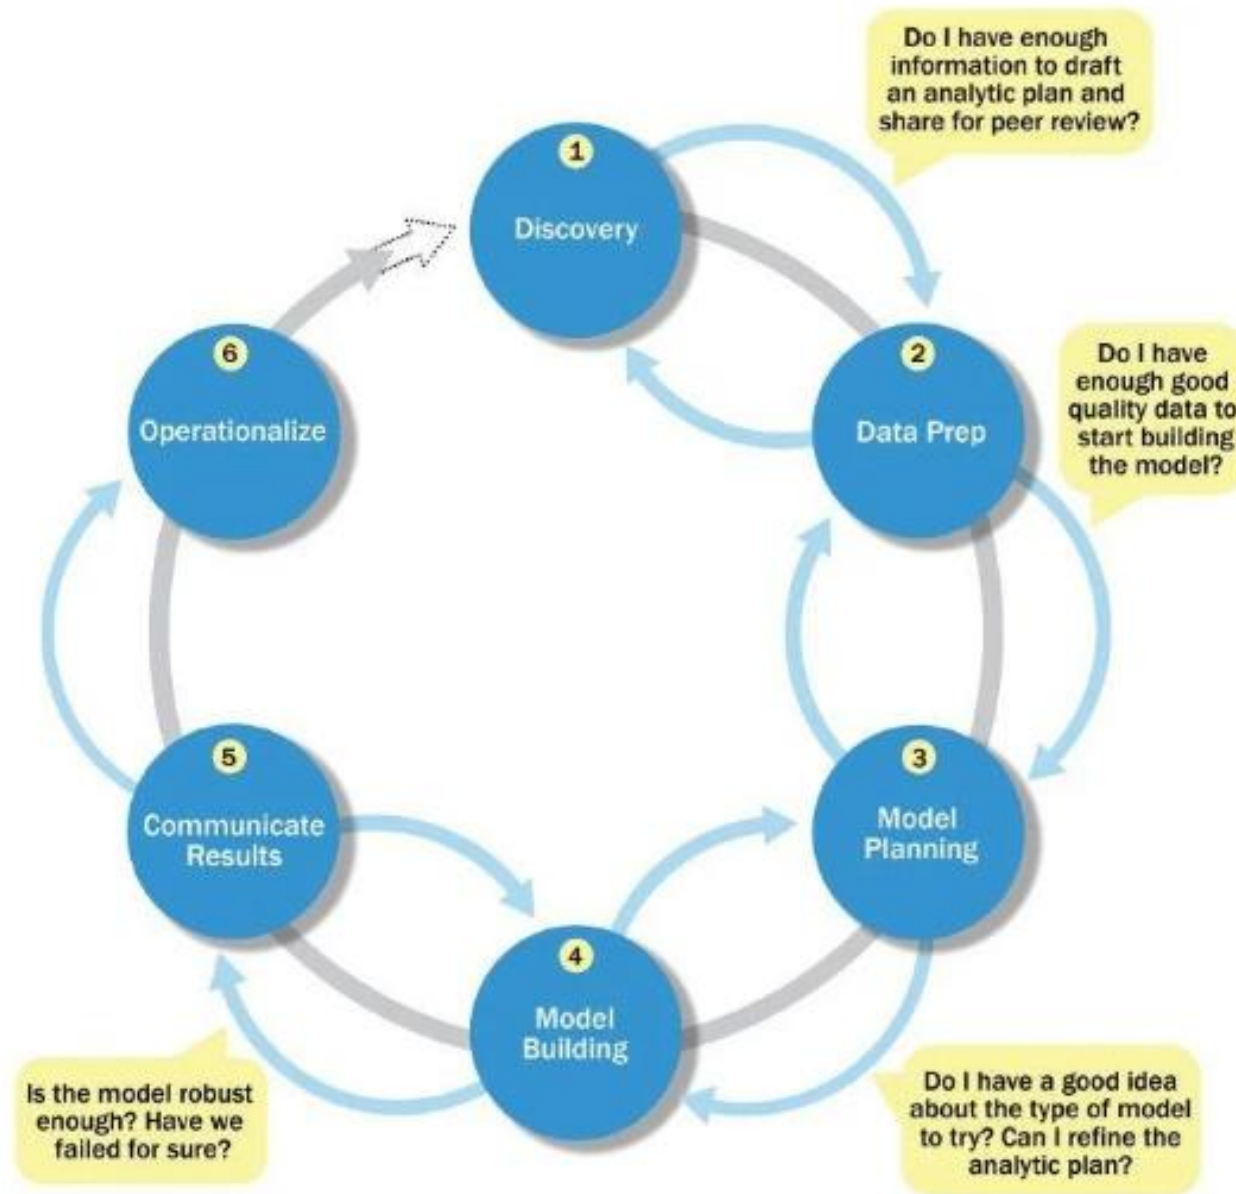 Do I have enough
information to draft
an analytic plan and
share for peer review?
1
Discovery
2
Data Prep
Do I have
enough good
quality data to
start building
the model?
3
Model
Planning
Do I have a good idea
about the type of model
to try? Can I refine the
analytic plan?
4
Model
Building
Is the model robust
enough? Have we
failed for sure?
5
Communicate
Results
6
Operationalize